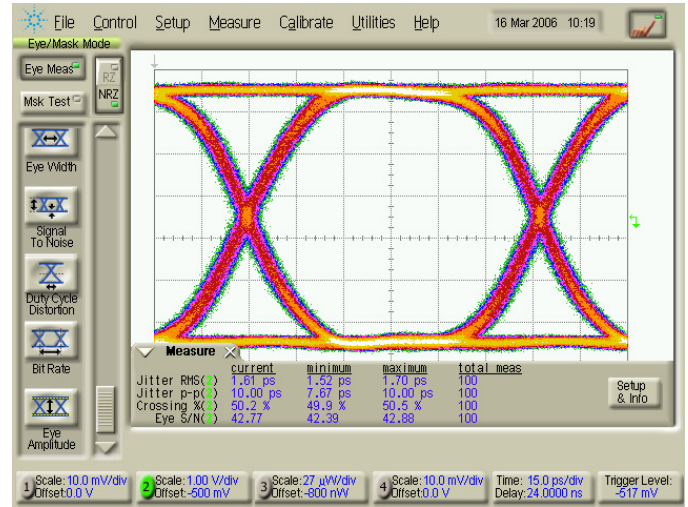 File Control Setup Measure Calibrate Utilities Help 16 Mar 2006 10:19
Eye/Mask Mode
Eye Meas
RZ
NRZ
Msk Test
Eye Width
Signal
To Noise
Duty Cycle
Distortion
Bit Rate
Eye
Amplitude
Measure
current minimum maximum total meas
Jitter RMS(2) 1.61 ps 1.52 ps 1.70 ps 100
Jitter p-p(2) 10.00 ps 7.67 ps 10.00 ps 100
Crossing %(2) 50.2 % 49.9 % 50.5 % 100
Eye S/N(2) 42.77 42.39 42.88 100
Setup
& Info
1 Scale:10.0 mV/div
Offset:0.0 V
2 Scale:1.00 V/div
Offset:-500 mV
3 Scale:27 µW/div
Offset:-800 nW
4 Scale:10.0 mV/div
Offset:0.0 V
Time:15.0 ps/div
Delay:24.0000 ns
Trigger Level:
-517 mV